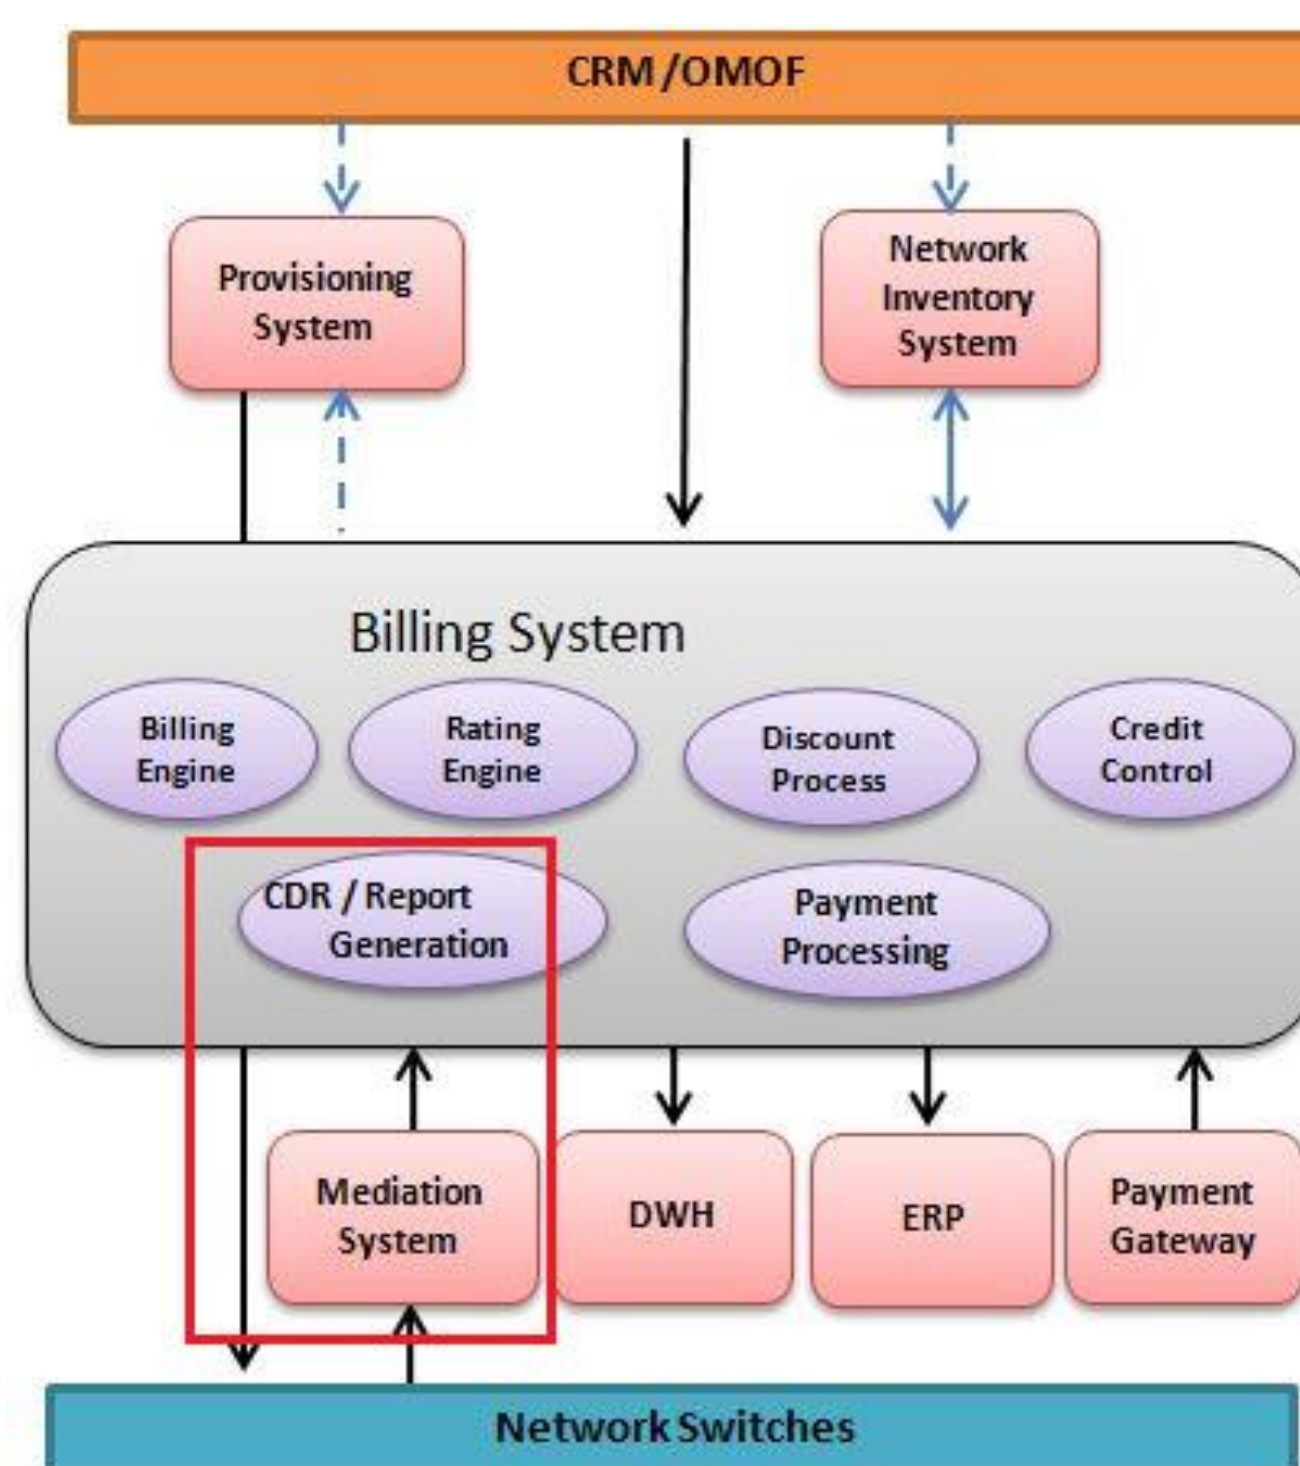 CRM /OMOF
Provisioning
System
Network
Inventory
System
Billing System
Billing
Engine
Rating
Engine
Discount
Process
Credit
Control
CDR / Report
Generation
Payment
Processing
Mediation
System
DWH
ERP
Payment
Gateway
Network Switches